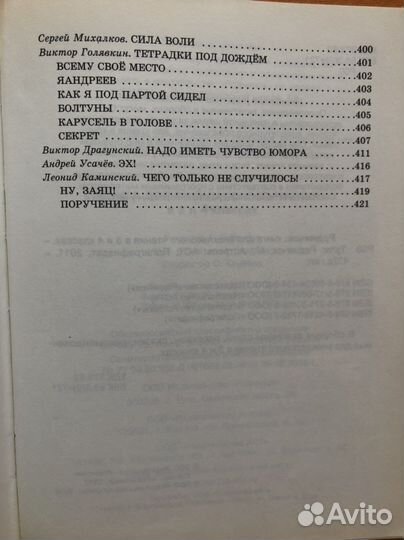 Сергей Михалков. СИЛА ВОЛИ 400
Виктор Голявкин. ТЕТРАДКИ ПОД ДОЖДЁМ 401
ВСЕМУ СВОЁ МЕСТО 402
ЯАНДРЕЕВ 403
КАК Я ПОД ПАРТОЙ СИДЕЛ 404
БОЛТУНЫ 405
КАРУСЕЛЬ В ГОЛОВЕ 406
СЕКРЕТ 407
Виктор Драгунский. НАДО ИМЕТЬ ЧУВСТВО ЮМОРА 411
Андрей Усачёв. ЭХ! 416
Леонид Каминский. ЧЕГО ТОЛЬКО НЕ СЛУЧИЛОСЬ! 417
НУ, ЗАЯЦ! 419
ПОРУЧЕНИЕ 421
Avito